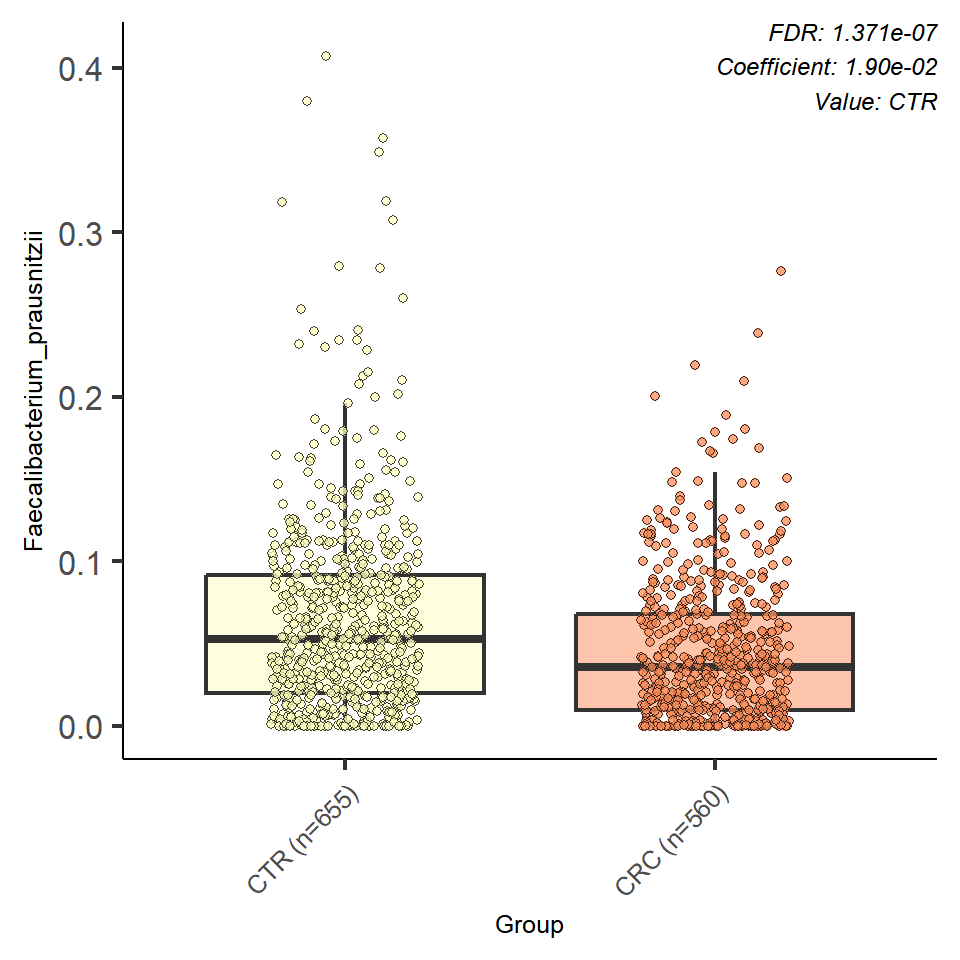 FDR: 1.371e-07
Coefficient: 1.90e-02
Value: CTR
Faecalibacterium_prausnitzii
0.4
0.3
0.2
0.1
0.0
CTR (n=655)
CRC (n=560)
Group